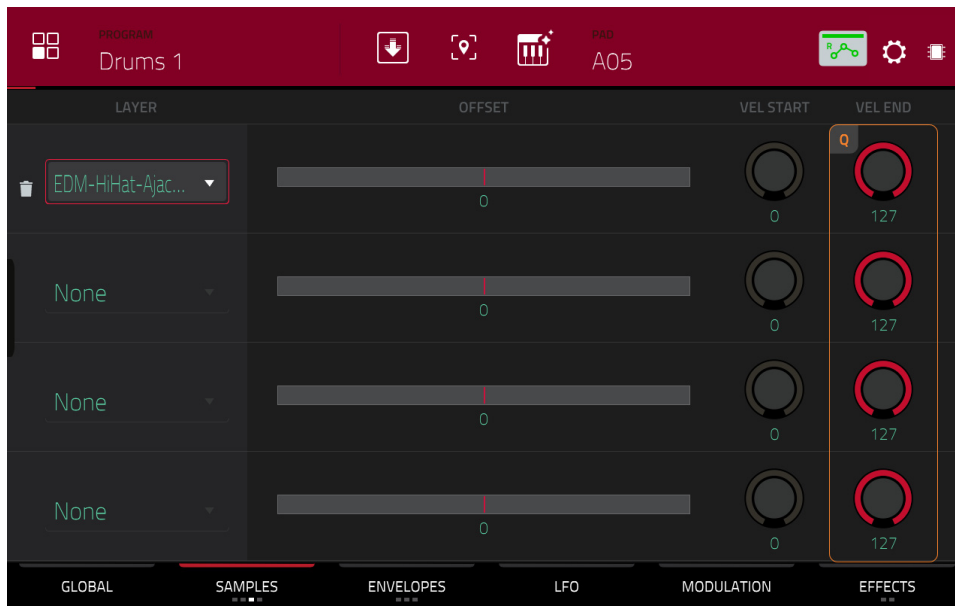 PROGRAM
Drums 1
PAD
A05
R
LAYER OFFSET VEL START VEL END
Q
EDM-HiHat-Ajac...
0 0 127
None
0 0 127
None
0 0 127
None
0 0 127
GLOBAL SAMPLES ENVELOPES LFO MODULATION EFFECTS